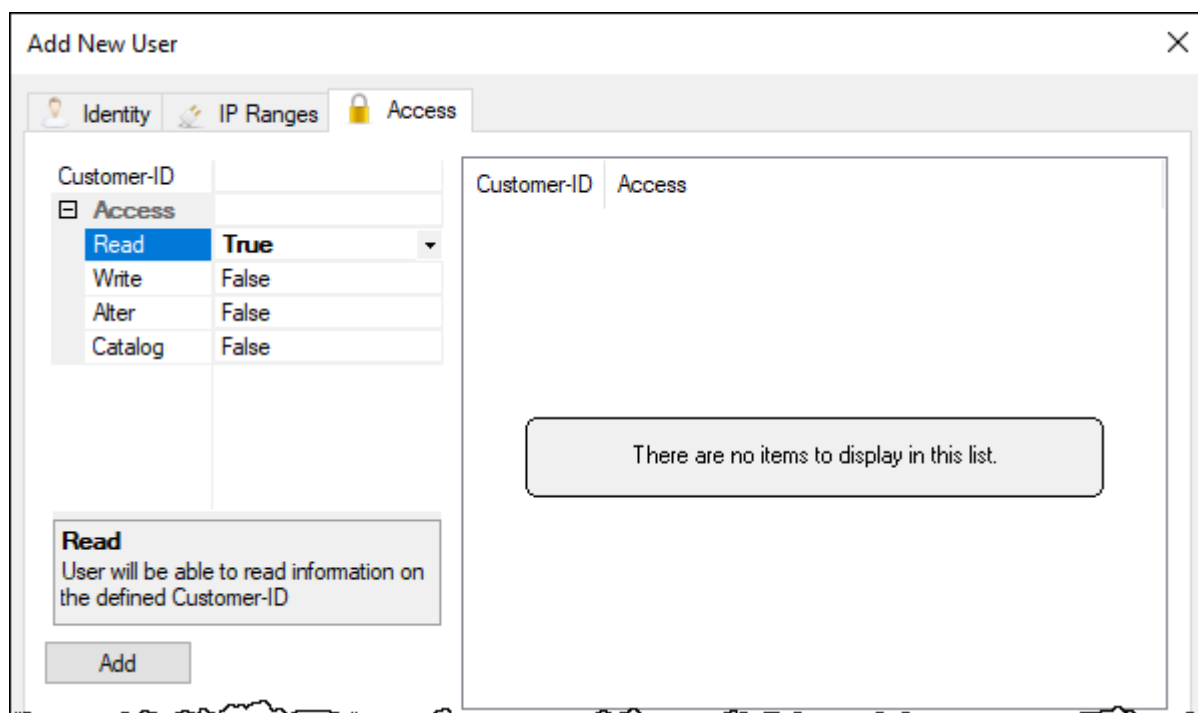 Add New User
Identity IP Ranges Access
Customer-ID
Access
Read True
Write False
Alter False
Catalog False
Read
User will be able to read information on
the defined Customer-ID
Add
Customer-ID Access
There are no items to display in this list.